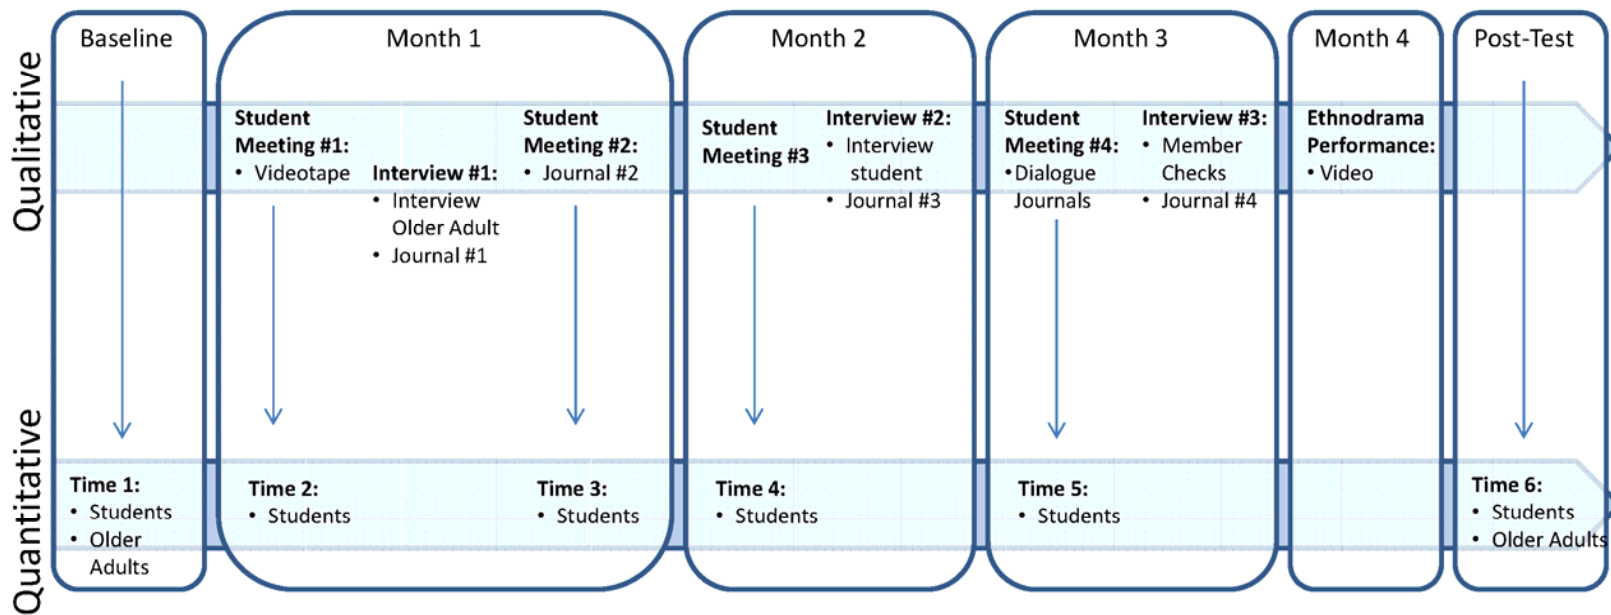 Qualitative
Quantitative
Baseline
Time 1:
• Students
• Older
Adults
Month 1
Student
Meeting #1:
• Videotape
Interview #1:
• Interview
Older Adult
• Journal #1
Student
Meeting #2:
• Journal #2
Time 2:
• Students
Time 3:
• Students
Month 2
Student
Meeting #3
Interview #2:
• Interview
student
• Journal #3
Time 4:
• Students
Month 3
Student
Meeting #4:
• Dialogue
Journals
Interview #3:
• Member
Checks
• Journal #4
Time 5:
• Students
Month 4
Ethnodrama
Performance:
• Video
Post-Test
Time 6:
• Students
• Older Adults